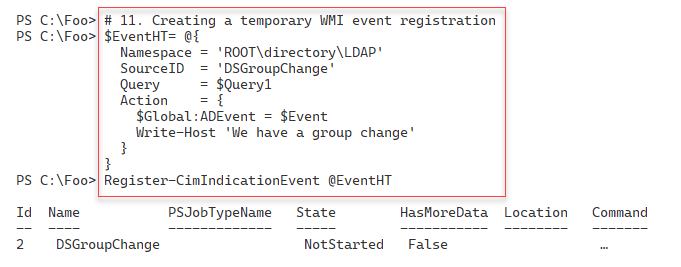 PS C:\Foo> # 11. Creating a temporary WMI event registration
PS C:\Foo> $EventHT= @{
  Namespace = 'ROOT\directory\LDAP'
  SourceID  = 'DSGroupChange'
  Query     = $Query1
  Action    = {
    $Global:ADEvent = $Event
    Write-Host 'We have a group change'
  }
}
PS C:\Foo> Register-CimIndicationEvent @EventHT
Id  Name           PSJobTypeName  State       HasMoreData  Location  Command
--  ----           -------------  -----       -----------  --------  -------
2   DSGroupChange                 NotStarted  False                  …